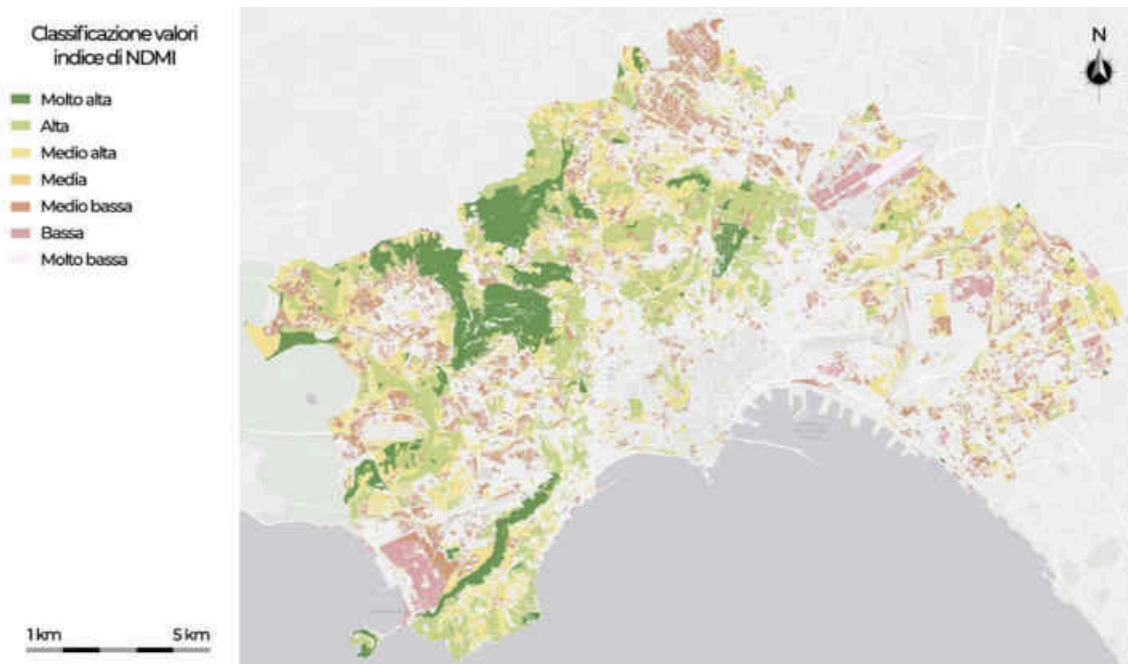 Classificazione valori
indice di NDMI
Molto alta
Alta
Medio alta
Media
Medio bassa
Bassa
Molto bassa
N
1 km
5 km